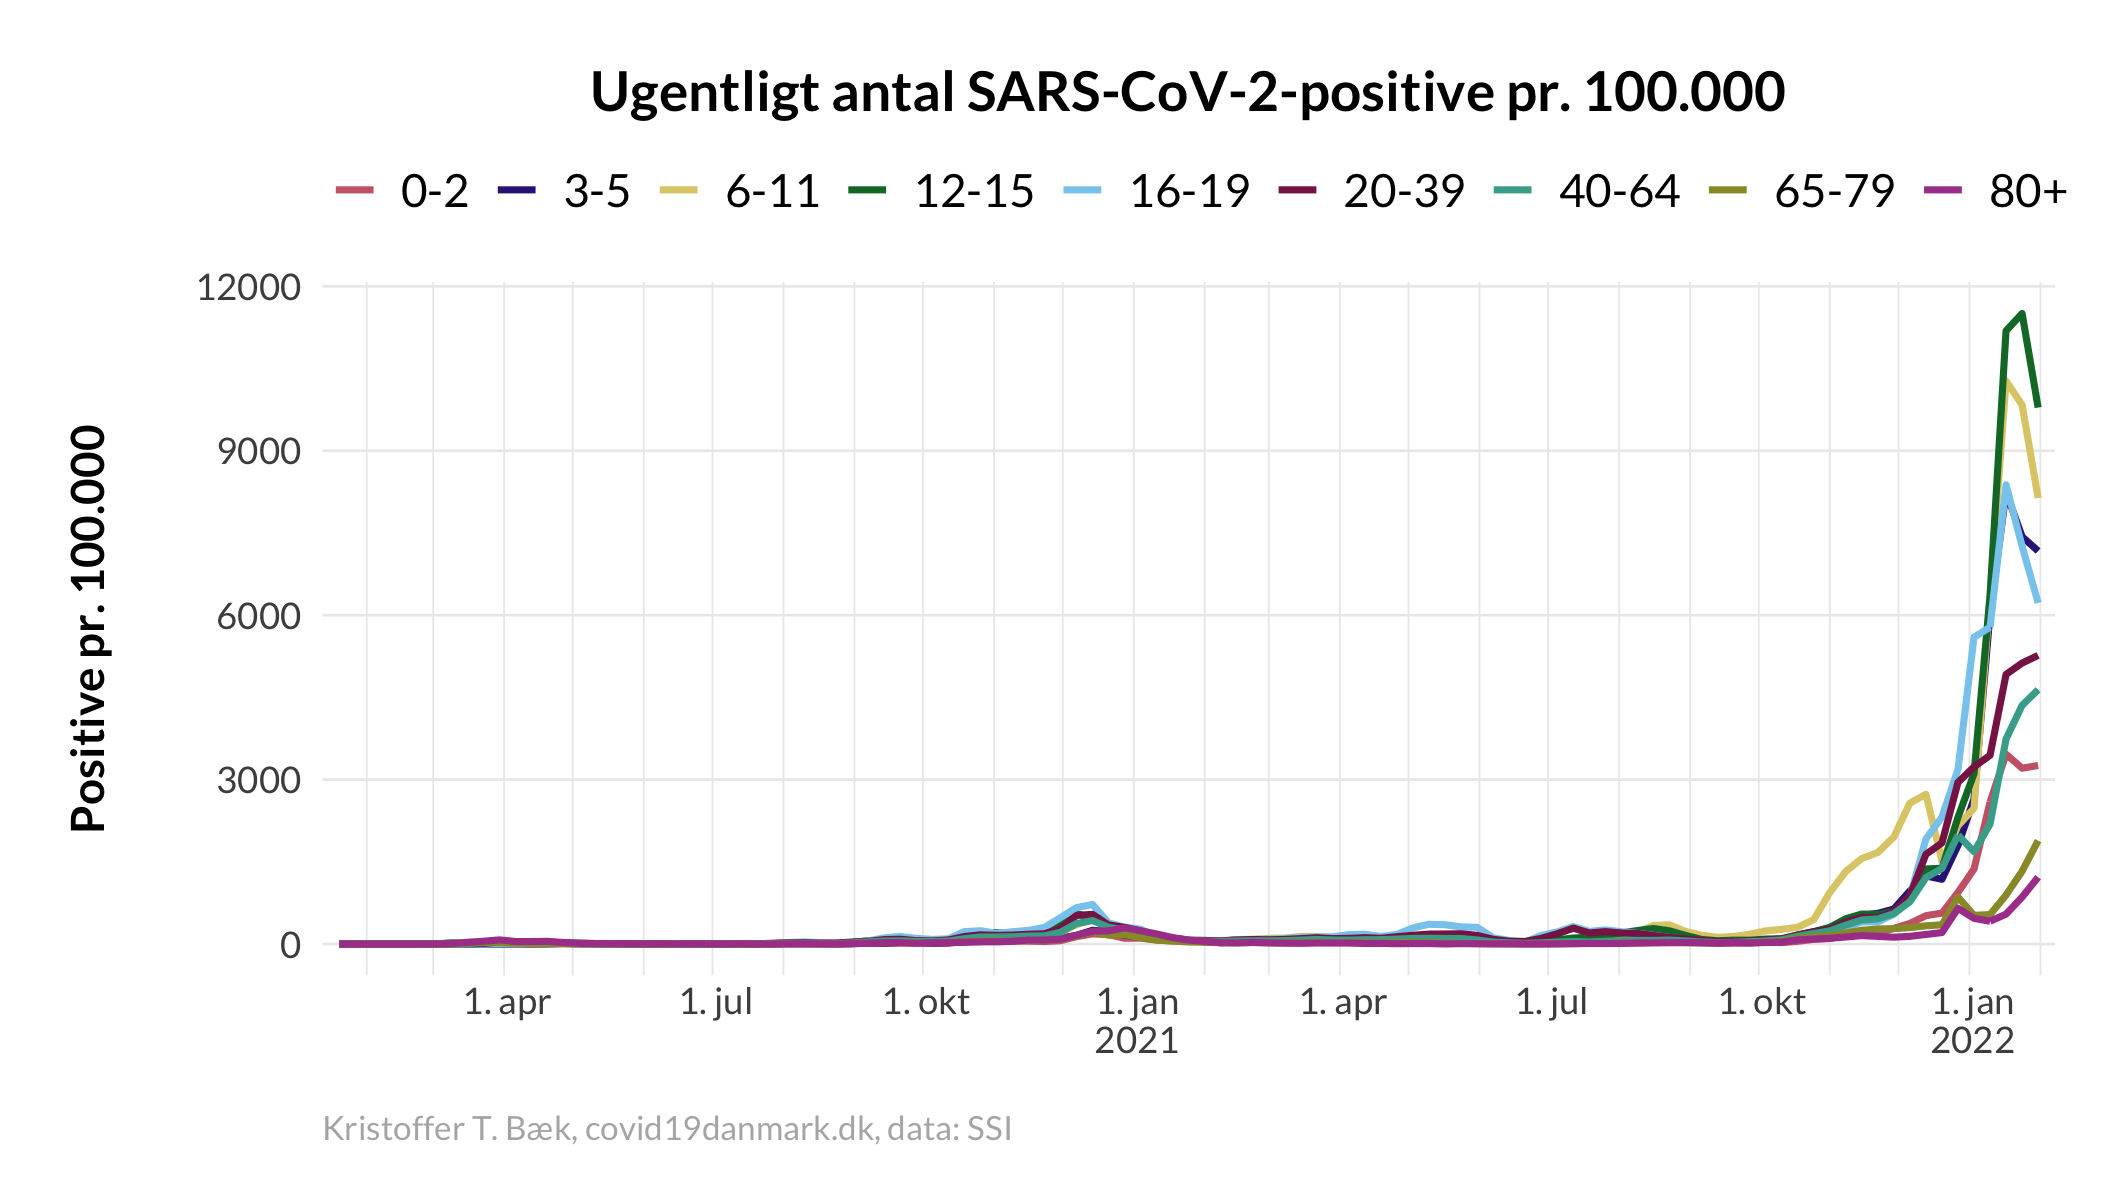 Ugentligt antal SARS-CoV-2-positive pr. 100.000
0-2 3-5 6-11 12-15 16-19 20-39 40-64 65-79 80+
Positive pr. 100.000
12000
9000
6000
3000
0
1. apr 1. jul 1. okt 1. jan 1. apr 1. jul 1. okt 1. jan
2021 2022
Kristoffer T. Bæk, covid19danmark.dk, data: SSI